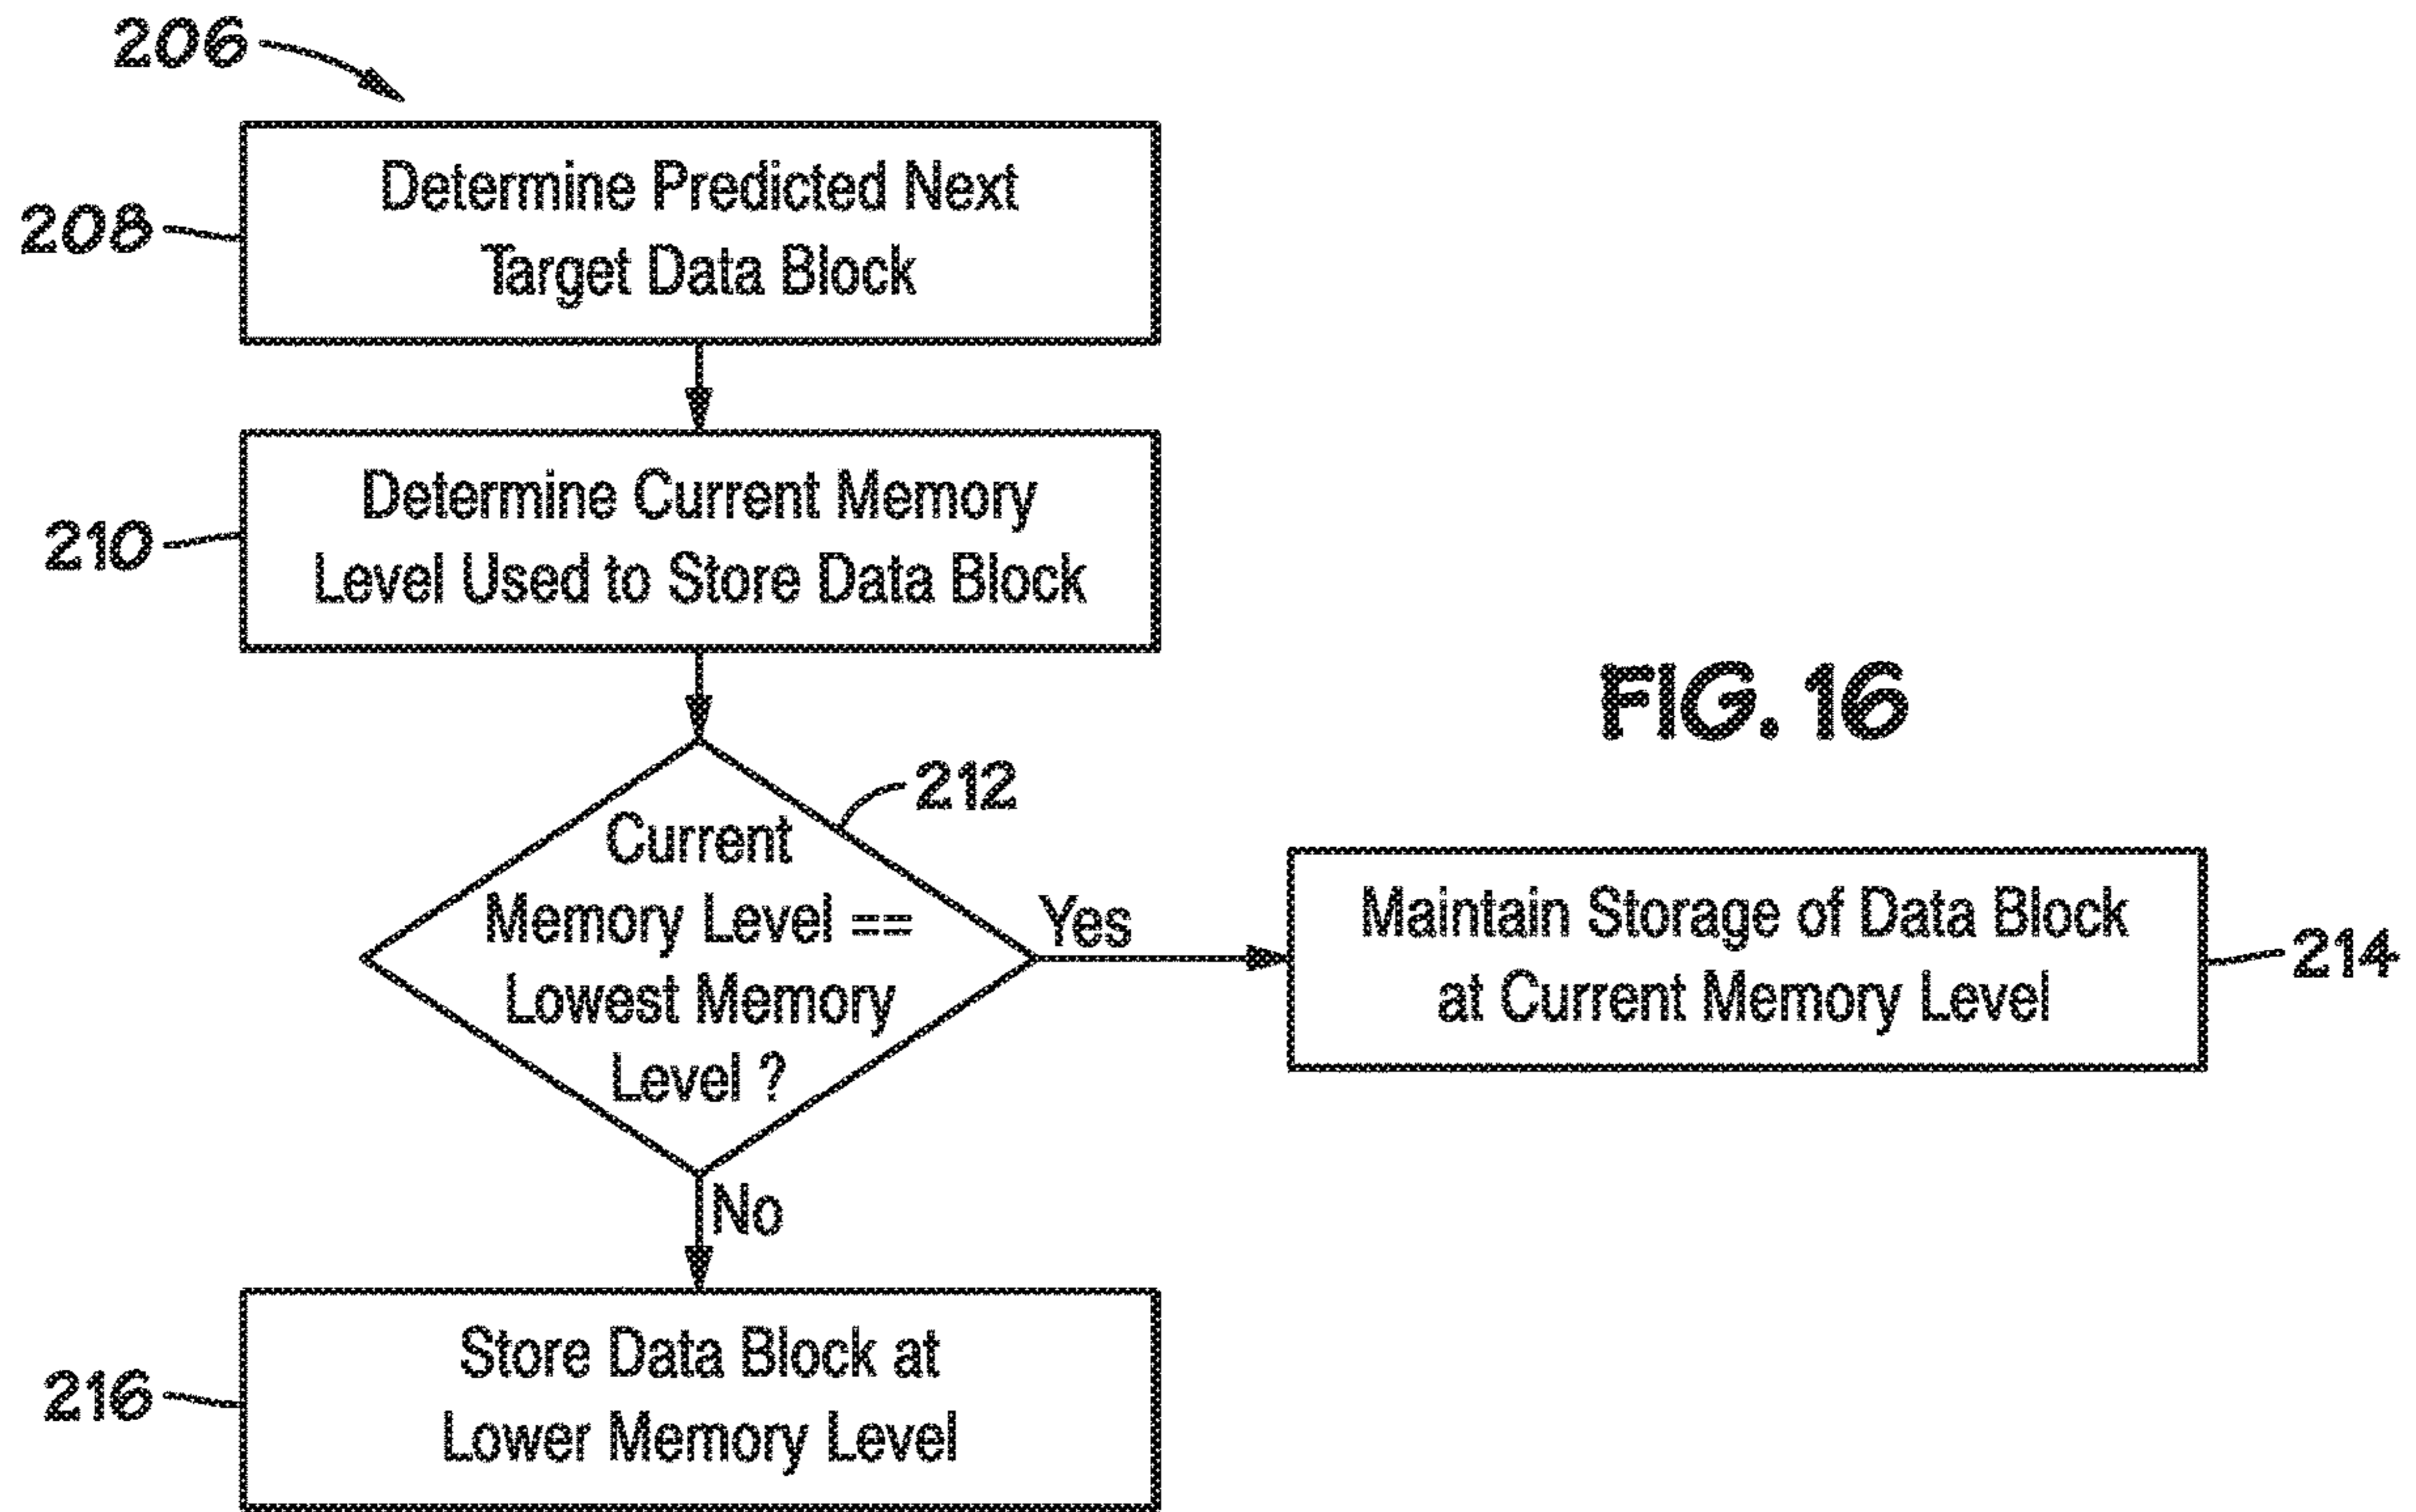 206
208
Determine Predicted Next
Target Data Block
210
Determine Current Memory
Level Used to Store Data Block
FIG. 16
212
Current
Memory Level ==
Lowest Memory
Level ?
Yes
Maintain Storage of Data Block
at Current Memory Level
214
No
216
Store Data Block at
Lower Memory Level